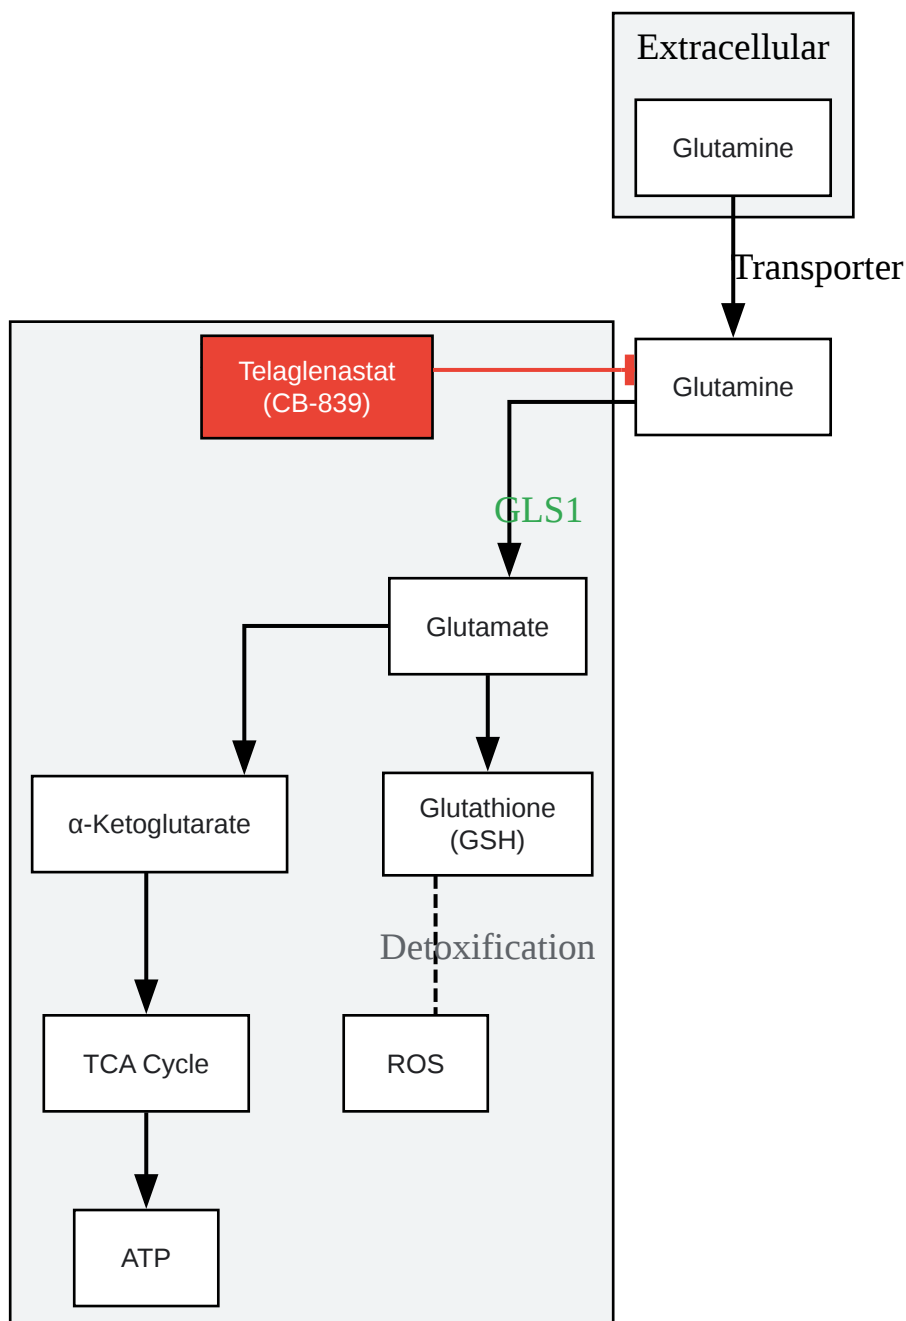 Extracellular
Glutamine
Transporter
Telaglenastat
(CB-839)
Glutamine
GLS1
Glutamate
α-Ketoglutarate
Glutathione
(GSH)
Detoxification
TCA Cycle
ROS
ATP